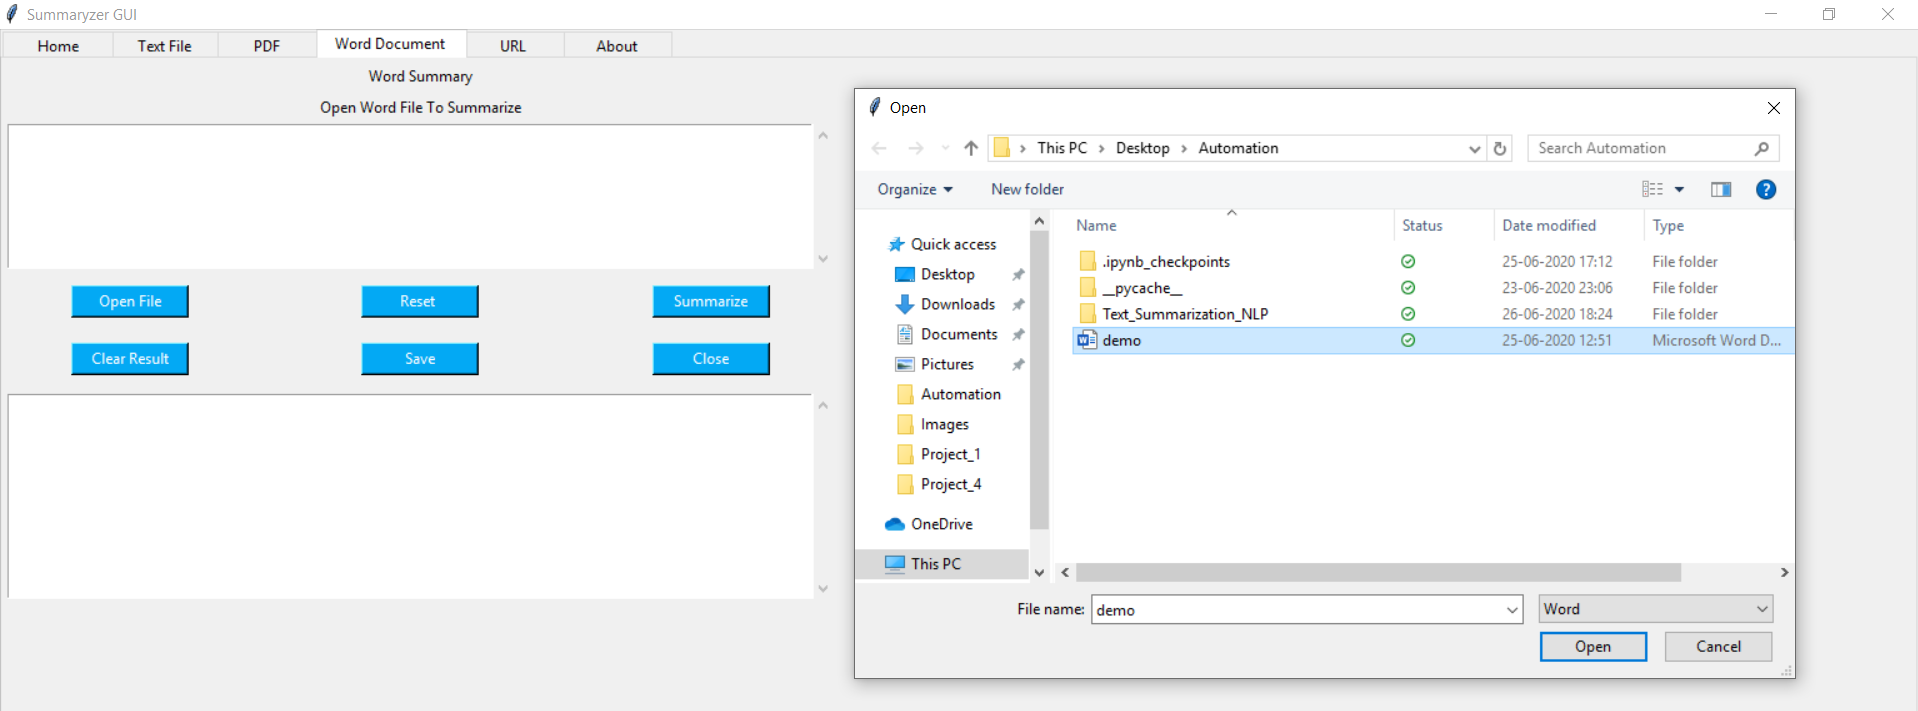 Summaryzer GUI
Home Text File PDF Word Document URL About
Word Summary
Open Word File To Summarize
Open File Reset Summarize
Clear Result Save Close
Open
This PC Desktop Automation
Search Automation
Organize New folder
Quick access
Desktop
Downloads
Documents
Pictures
Automation
Images
Project_1
Project_4
OneDrive
This PC
Name Status Date modified Type
.ipynb_checkpoints 25-06-2020 17:12 File folder
__pycache__ 23-06-2020 23:06 File folder
Text_Summarization_NLP 26-06-2020 18:24 File folder
demo 25-06-2020 12:51 Microsoft Word D...
File name: demo Word
Open Cancel